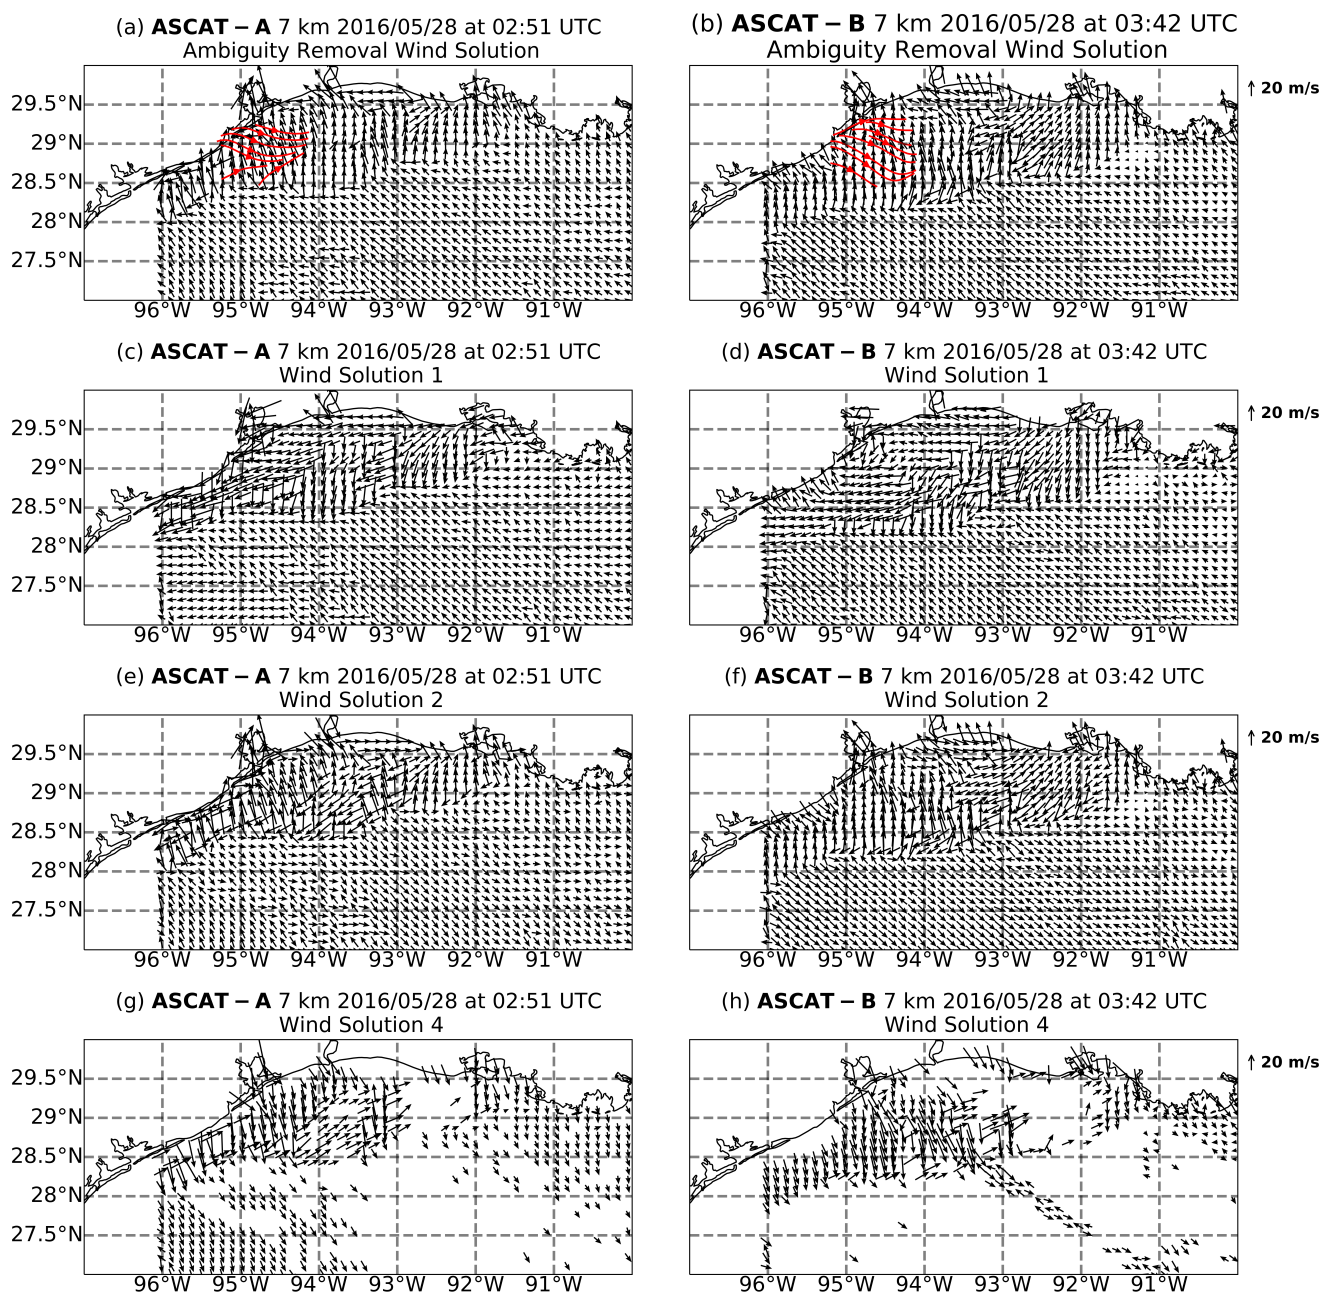 (a) ASCAT − A 7 km 2016/05/28 at 02:51 UTC
Ambiguity Removal Wind Solution
(b) ASCAT − B 7 km 2016/05/28 at 03:42 UTC
Ambiguity Removal Wind Solution
20 m/s
29.5°N
29°N
28.5°N
28°N
27.5°N
96°W 95°W 94°W 93°W 92°W 91°W
96°W 95°W 94°W 93°W 92°W 91°W
(c) ASCAT − A 7 km 2016/05/28 at 02:51 UTC
Wind Solution 1
(d) ASCAT − B 7 km 2016/05/28 at 03:42 UTC
Wind Solution 1
20 m/s
29.5°N
29°N
28.5°N
28°N
27.5°N
96°W 95°W 94°W 93°W 92°W 91°W
96°W 95°W 94°W 93°W 92°W 91°W
(e) ASCAT − A 7 km 2016/05/28 at 02:51 UTC
Wind Solution 2
(f) ASCAT − B 7 km 2016/05/28 at 03:42 UTC
Wind Solution 2
20 m/s
29.5°N
29°N
28.5°N
28°N
27.5°N
96°W 95°W 94°W 93°W 92°W 91°W
96°W 95°W 94°W 93°W 92°W 91°W
(g) ASCAT − A 7 km 2016/05/28 at 02:51 UTC
Wind Solution 4
(h) ASCAT − B 7 km 2016/05/28 at 03:42 UTC
Wind Solution 4
20 m/s
29.5°N
29°N
28.5°N
28°N
27.5°N
96°W 95°W 94°W 93°W 92°W 91°W
96°W 95°W 94°W 93°W 92°W 91°W